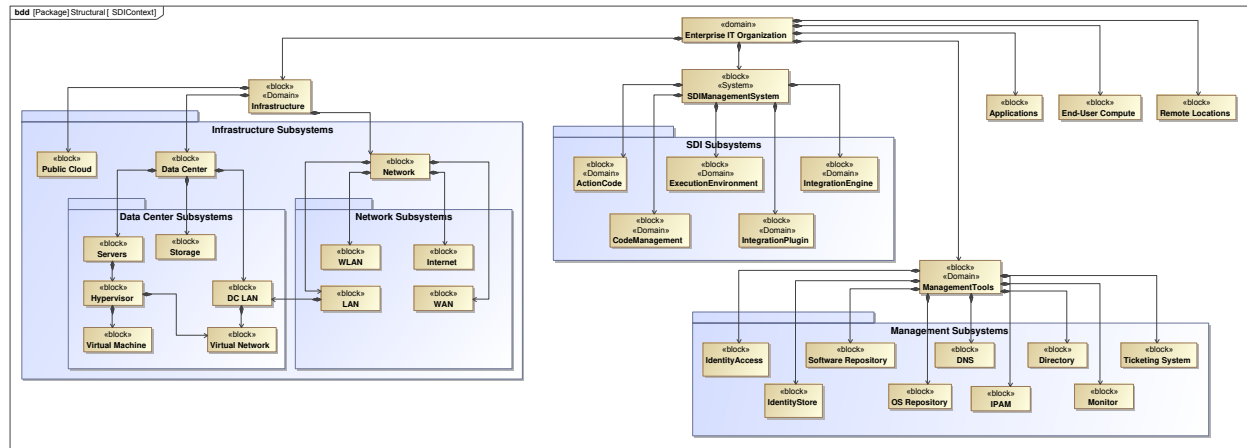 bdd [Package] Structural [ SDIContext]
«domain»
Enterprise IT Organization
«block»
«Domain»
Infrastructure
«block»
«System»
SDIManagementSystem
«block»
Applications
«block»
End-User Compute
«block»
Remote Locations
Infrastructure Subsystems
«block»
Public Cloud
«block»
Data Center
«block»
Network
Data Center Subsystems
«block»
Servers
«block»
Storage
«block»
Hypervisor
«block»
DC LAN
«block»
Virtual Machine
«block»
Virtual Network
Network Subsystems
«block»
WLAN
«block»
Internet
«block»
LAN
«block»
WAN
SDI Subsystems
«block»
«Domain»
ActionCode
«block»
«Domain»
ExecutionEnvironment
«block»
«Domain»
IntegrationEngine
«block»
«Domain»
CodeManagement
«block»
«Domain»
IntegrationPlugin
«block»
«Domain»
ManagementTools
Management Subsystems
«block»
IdentityAccess
«block»
Software Repository
«block»
DNS
«block»
Directory
«block»
Ticketing System
«block»
IdentityStore
«block»
OS Repository
«block»
IPAM
«block»
Monitor